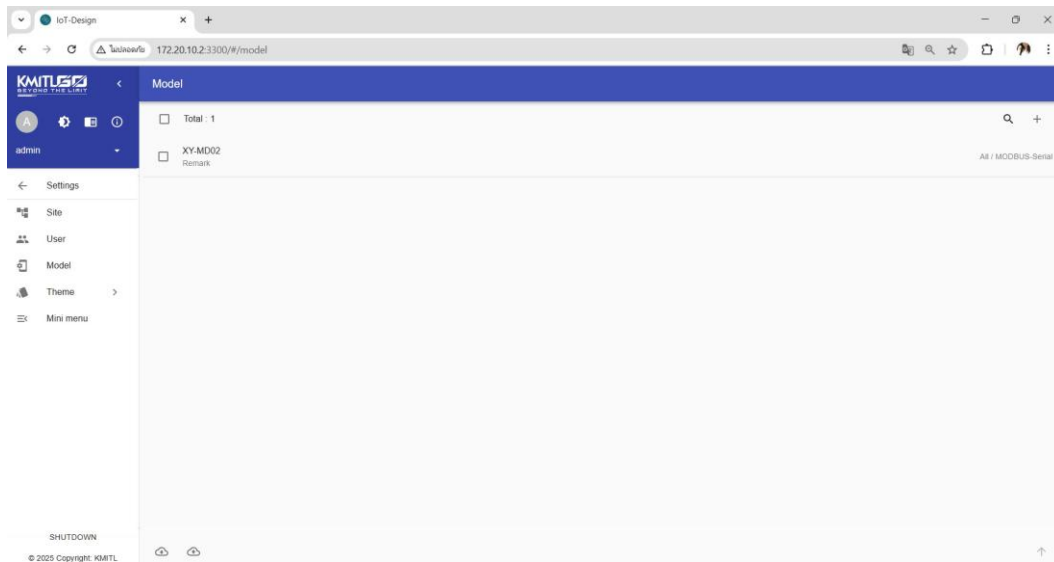 IoT-Design
ไม่ปลอดภัย 172.20.10.2:3300/#/model
KMITL GO
BEYOND THE LIMIT
Model
A
Total : 1
admin
XY-MD02
Remark
All / MODBUS-Serial
Settings
Site
User
Model
Theme
Mini menu
SHUTDOWN
© 2025 Copyright: KMITL